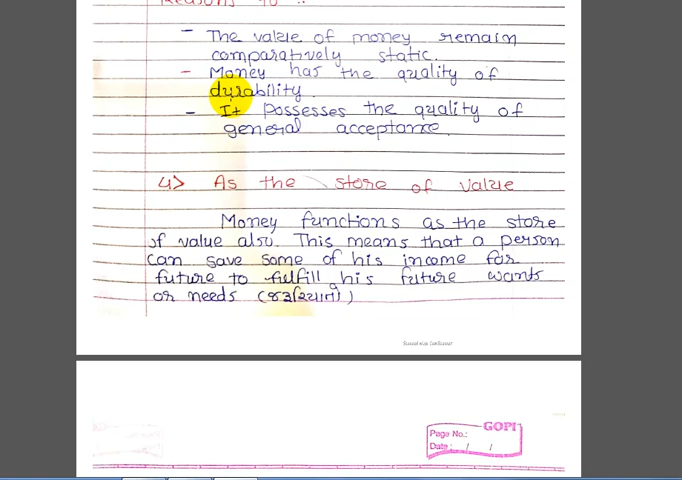 - The value of money remain
comparatively static.
- Money has the quality of
durability.
- It Possesses the quality of
general acceptance.
4> As the store of value
Money functions as the store
of value also. This means that a person
can save some of his income for
future to fulfill his future wants
or needs
Scanned with CamScanner
GOPI
Page No.:
Date: / /